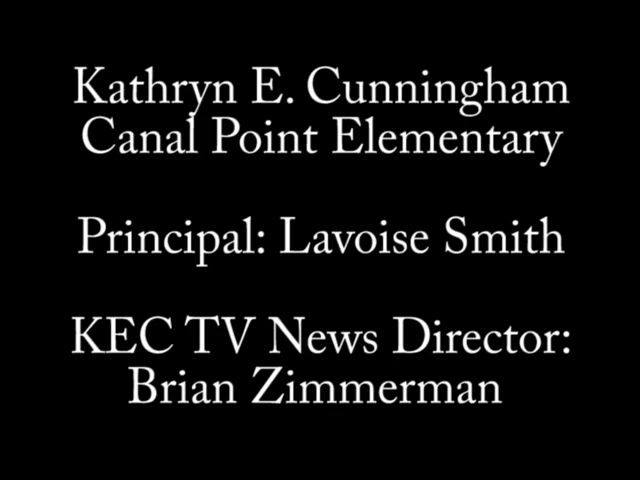 Kathryn E. Cunningham
Canal Point Elementary
Principal: Lavoise Smith
KEC TV News Director:
Brian Zimmerman